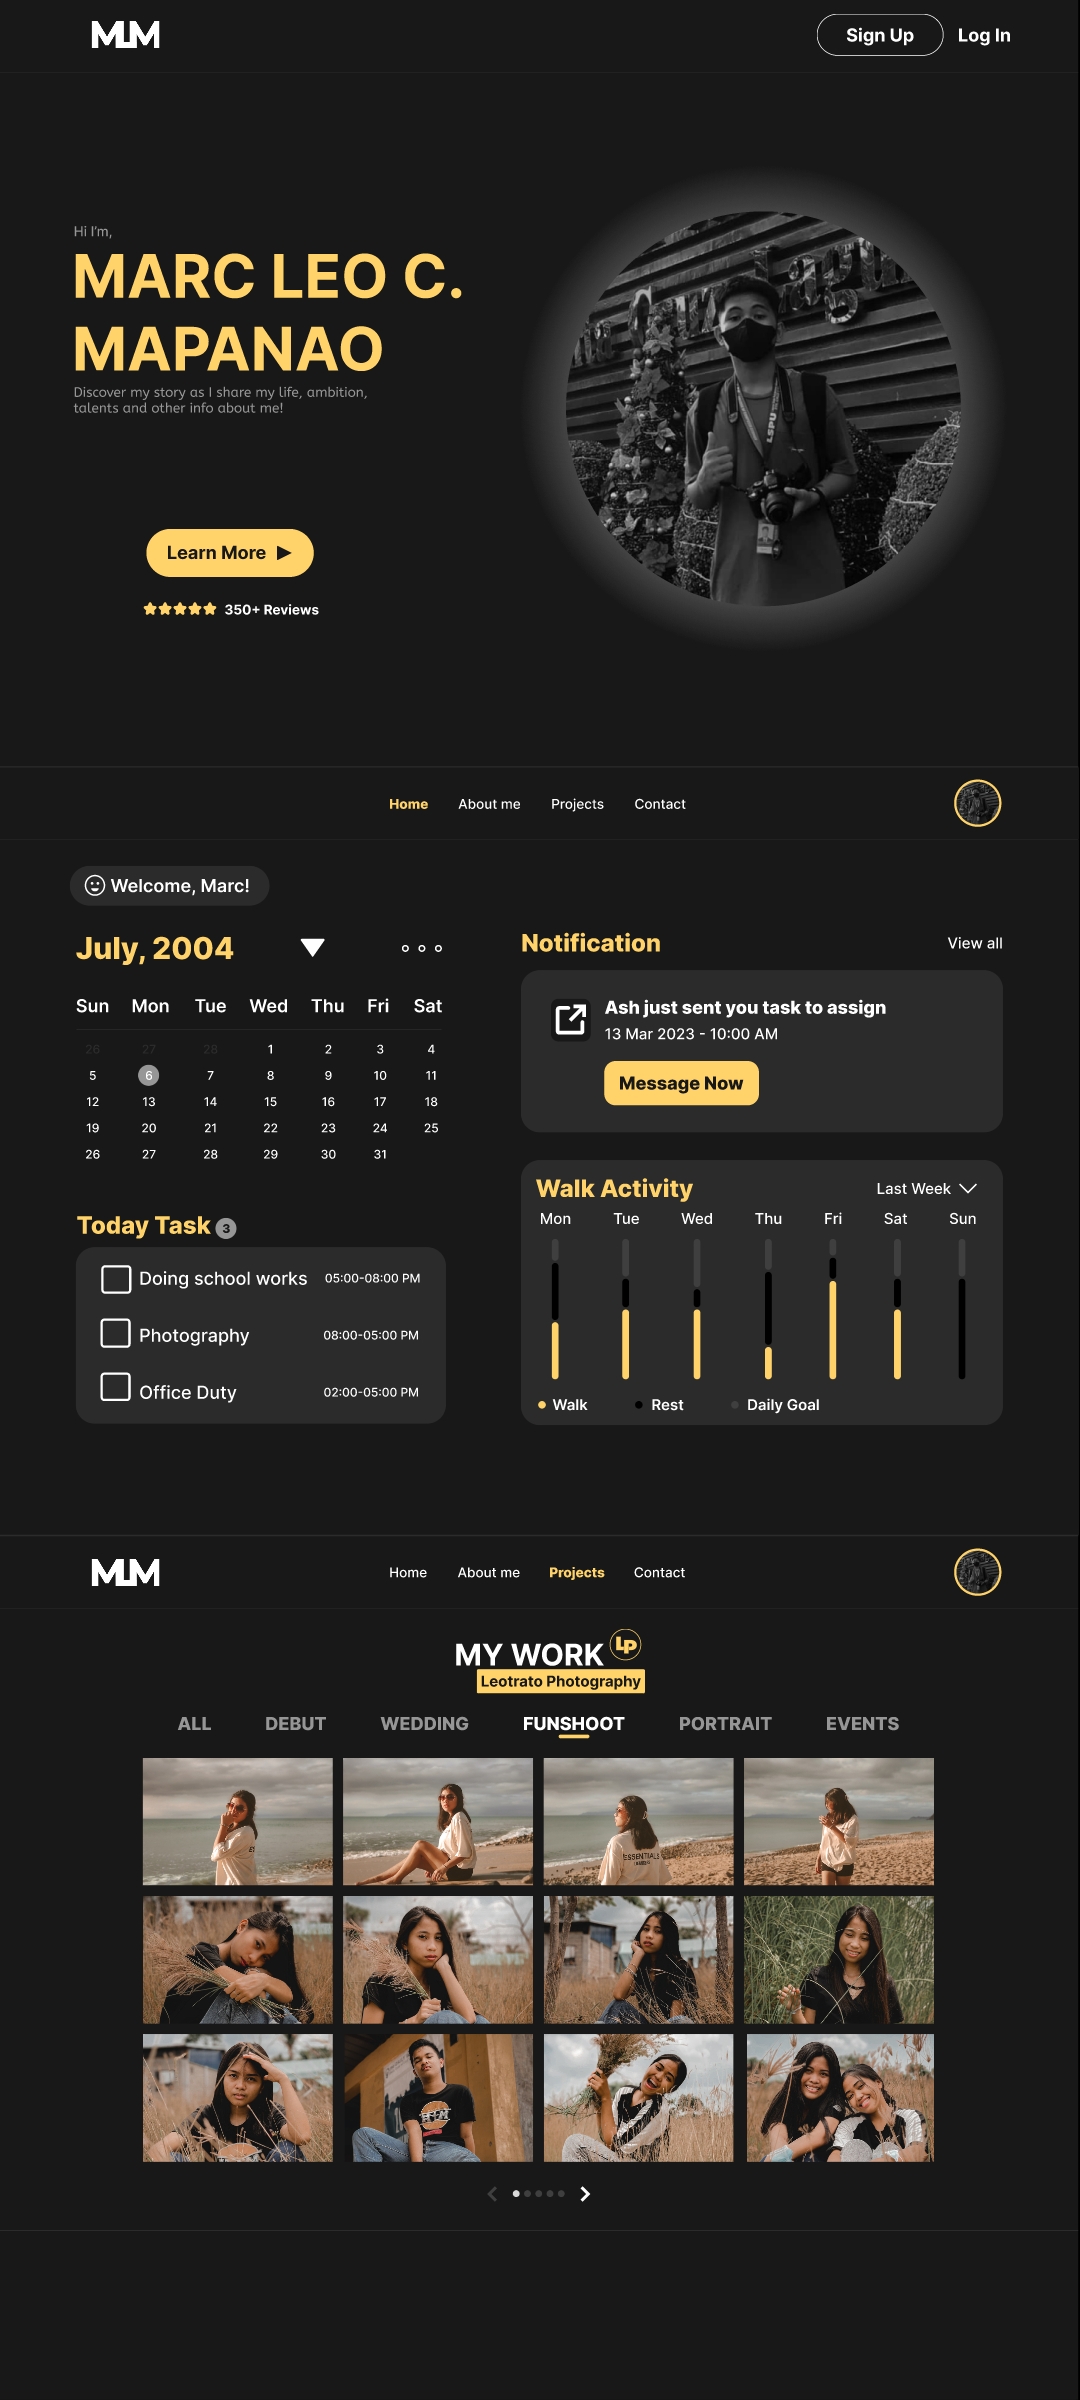 MLM
Sign Up
Log In
Hi I'm,
MARC LEO C.
MAPANAO
Discover my story as I share my life, ambition,
talents and other info about me!
LSPU
Learn More
350+ Reviews
Home About me Projects Contact
Welcome, Marc!
July, 2004
Sun Mon Tue Wed Thu Fri Sat
26 27 28 1 2 3 4
5 6 7 8 9 10 11
12 13 14 15 16 17 18
19 20 21 22 23 24 25
26 27 28 29 30 31
Today Task 3
Doing school works 05:00-08:00 PM
Photography 08:00-05:00 PM
Office Duty 02:00-05:00 PM
Notification View all
Ash just sent you task to assign
13 Mar 2023 - 10:00 AM
Message Now
Walk Activity Last Week
Mon Tue Wed Thu Fri Sat Sun
Walk Rest Daily Goal
MLM
Home About me Projects Contact
MY WORK Lp
Leotrato Photography
ALL DEBUT WEDDING FUNSHOOT PORTRAIT EVENTS
ESSENTIALS